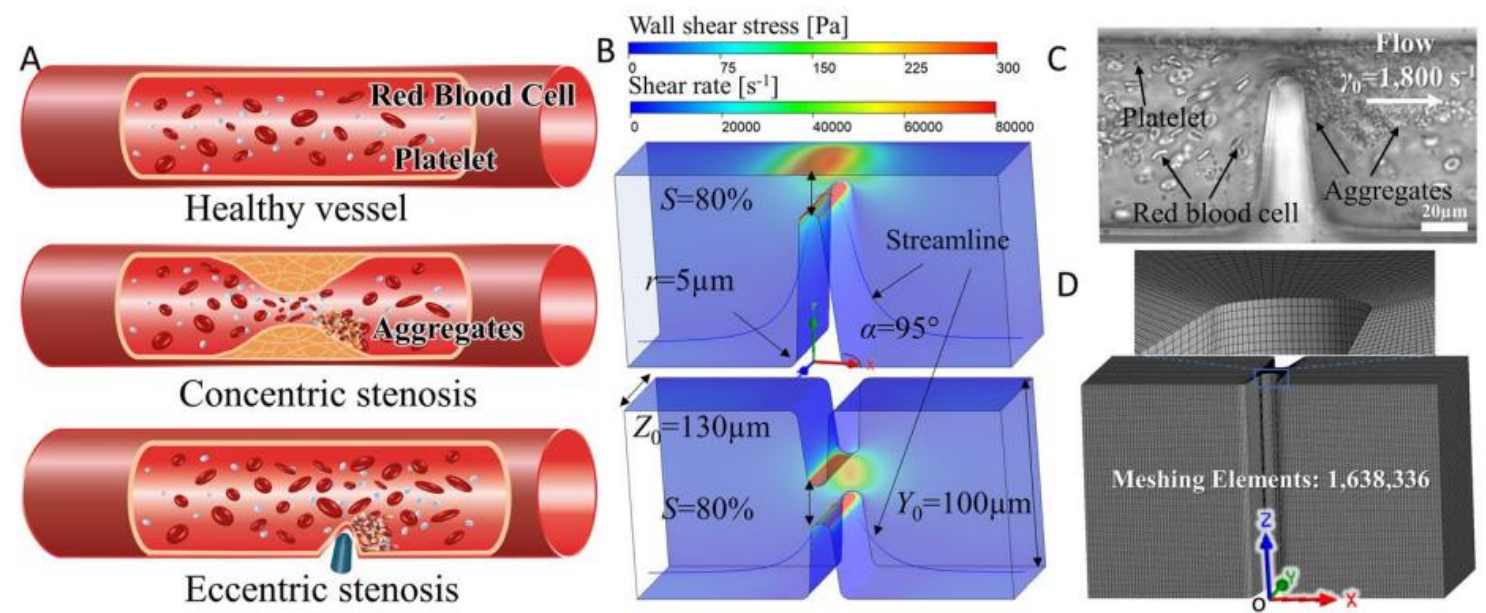 A
Red Blood Cell
Platelet
Healthy vessel
Aggregates
Concentric stenosis
Eccentric stenosis
B
Wall shear stress [Pa]
0 75 150 225 300
Shear rate [s⁻¹]
0 20000 40000 60000 80000
S=80%
Streamline
r=5µm
α=95°
Y
X
Z₀=130µm
S=80%
Y₀=100µm
C
Flow
γ̇₀=1,800 s⁻¹
Platelet
Aggregates
Red blood cell
20µm
D
Meshing Elements: 1,638,336
Z
Y
O
X